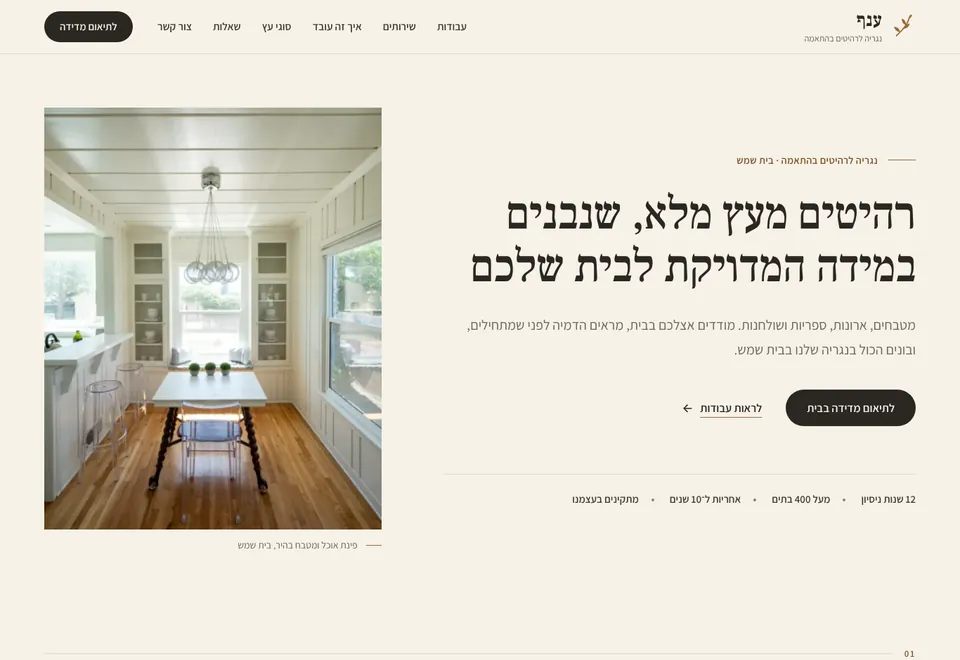 ענף
נגריה לרהיטים בהתאמה
עבודות
שירותים
איך זה עובד
סוגי עץ
שאלות
צור קשר
לתיאום מדידה
נגריה לרהיטים בהתאמה · בית שמש
רהיטים מעץ מלא, שנבנים
במידה המדויקת לבית שלכם
מטבחים, ארונות, ספריות ושולחנות. מודדים אצלכם בבית, מראים הדמיה לפני שמתחילים,
ובונים הכול בנגריה שלנו בבית שמש.
לתיאום מדידה בבית
לראות עבודות ←
12 שנות ניסיון • מעל 400 בתים • אחריות ל־10 שנים • מתקינים בעצמנו
פינת אוכל ומטבח בהיר, בית שמש
01